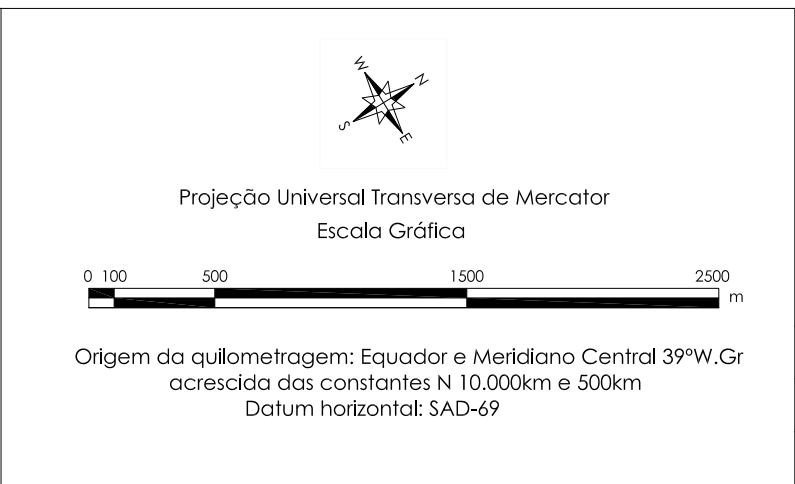 W N
S E
Projeção Universal Transversa de Mercator
Escala Gráfica
0 100 500 1500 2500
m
Origem da quilometragem: Equador e Meridiano Central 39ºW.Gr
acrescida das constantes N 10.000km e 500km
Datum horizontal: SAD-69